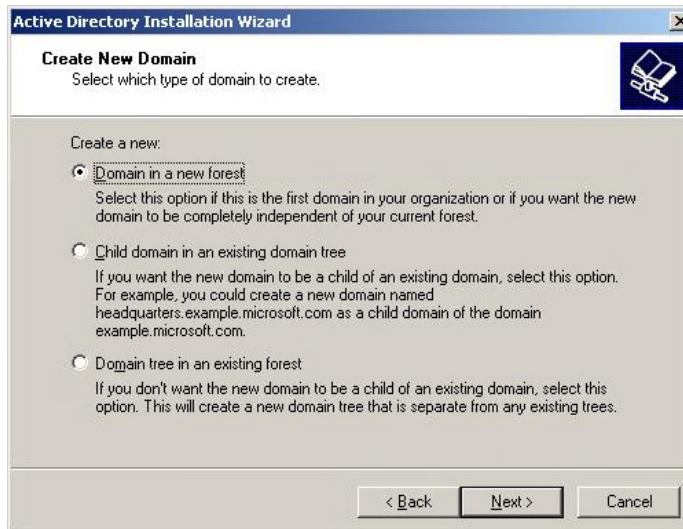 Active Directory Installation Wizard
Create New Domain
Select which type of domain to create.
Create a new:
Domain in a new forest
Select this option if this is the first domain in your organization or if you want the new
domain to be completely independent of your current forest.
Child domain in an existing domain tree
If you want the new domain to be a child of an existing domain, select this option.
For example, you could create a new domain named
headquarters.example.microsoft.com as a child domain of the domain
example.microsoft.com.
Domain tree in an existing forest
If you don't want the new domain to be a child of an existing domain, select this
option. This will create a new domain tree that is separate from any existing trees.
< Back
Next >
Cancel